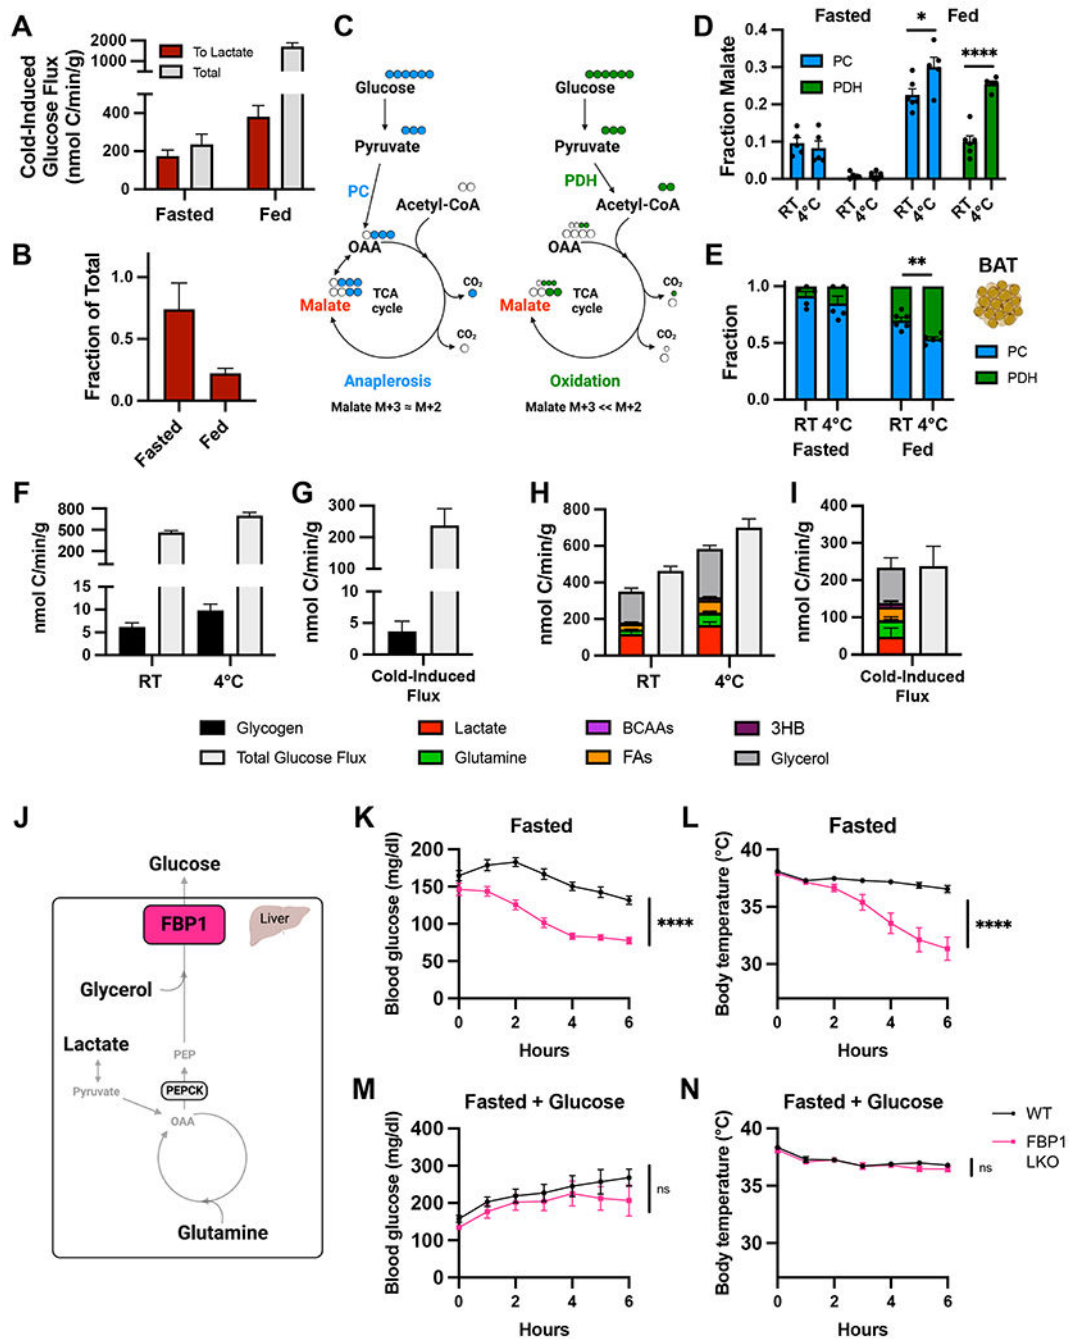 A
Cold-Induced
Glucose Flux
(nmol C/min/g)
2000
1000
400
200
0
To Lactate
Total
Fasted
Fed
B
Fraction of Total
1.0
0.5
0.0
Fasted
Fed
C
Glucose
Pyruvate
PC
Acetyl-CoA
OAA
Malate
TCA
cycle
CO2
CO2
Anaplerosis
Malate M+3 ≈ M+2
Glucose
Pyruvate
PDH
Acetyl-CoA
OAA
Malate
TCA
cycle
CO2
CO2
Oxidation
Malate M+3 << M+2
D
Fasted
Fed
Fraction Malate
0.4
0.3
0.2
0.1
0.0
PC
PDH
*
****
RT 4°C RT 4°C RT 4°C RT 4°C
E
Fraction
1.0
0.5
0.0
**
RT 4°C RT 4°C
Fasted Fed
BAT
PC
PDH
F
nmol C/min/g
800
500
200
15
10
5
0
RT 4°C
G
nmol C/min/g
300
200
100
10
5
0
Cold-Induced
Flux
H
nmol C/min/g
800
600
400
200
0
RT 4°C
I
nmol C/min/g
400
300
200
100
0
Cold-Induced
Flux
Glycogen
Lactate
BCAAs
3HB
Total Glucose Flux
Glutamine
FAs
Glycerol
J
Glucose
FBP1
Liver
Glycerol
Lactate
PEP
Pyruvate
PEPCK
OAA
Glutamine
K
Fasted
Blood glucose (mg/dl)
200
150
100
50
0
****
0 2 4 6
Hours
L
Fasted
Body temperature (°C)
40
35
30
****
0 2 4 6
Hours
M
Fasted + Glucose
Blood glucose (mg/dl)
400
300
200
100
0
ns
0 2 4 6
Hours
N
Fasted + Glucose
Body temperature (°C)
40
35
30
ns
0 2 4 6
Hours
WT
FBP1
LKO